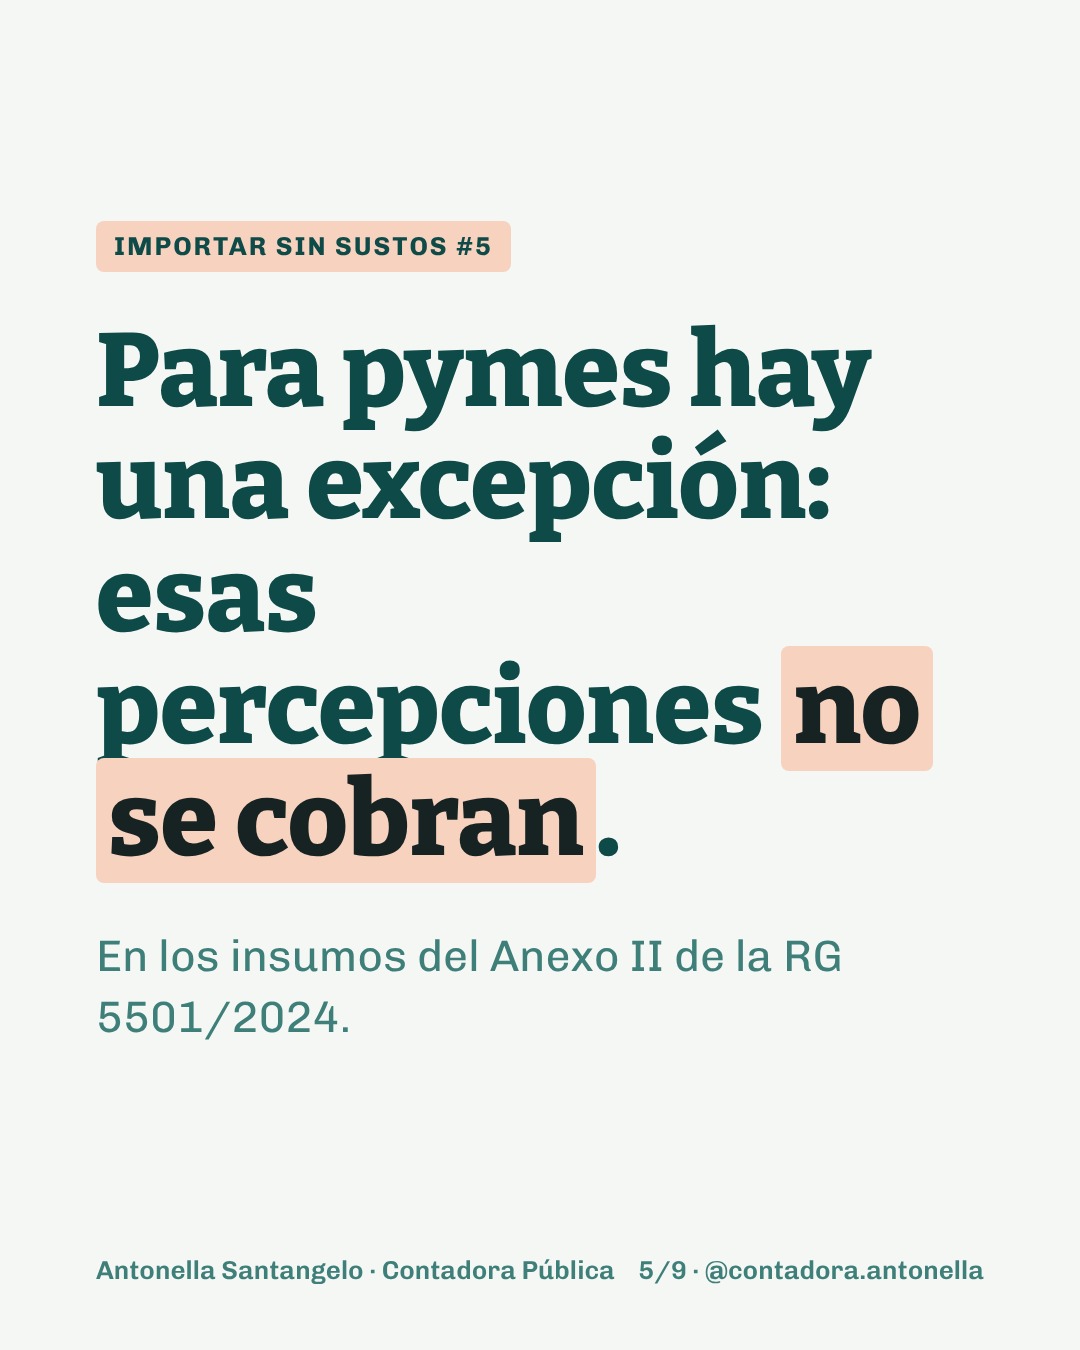 IMPORTAR SIN SUSTOS #5
Para pymes hay
una excepción:
esas
percepciones no
se cobran.
En los insumos del Anexo II de la RG
5501/2024.
Antonella Santangelo · Contadora Pública 5/9 · @contadora.antonella